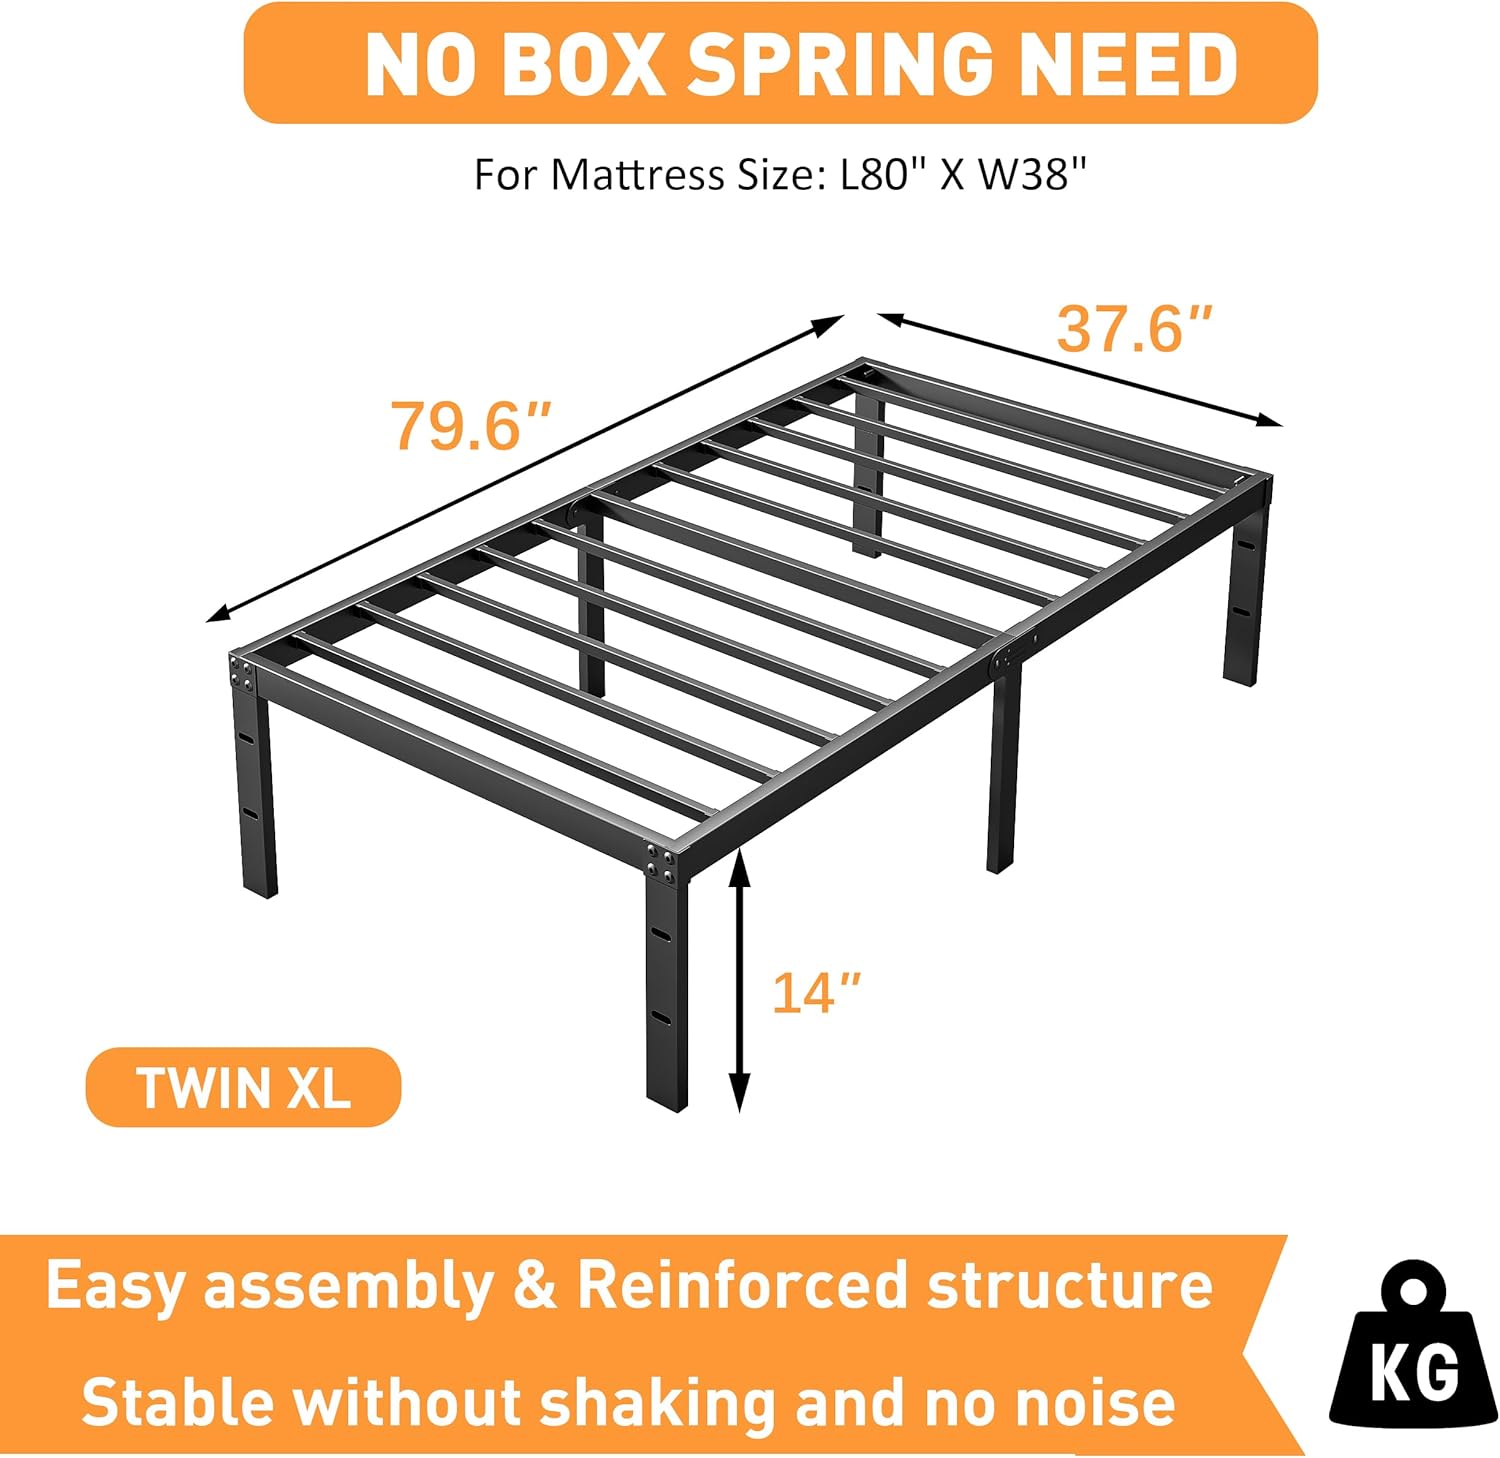 NO BOX SPRING NEED
For Mattress Size: L80" X W38"
37.6"
79.6"
14"
TWIN XL
Easy assembly & Reinforced structure
Stable without shaking and no noise
KG